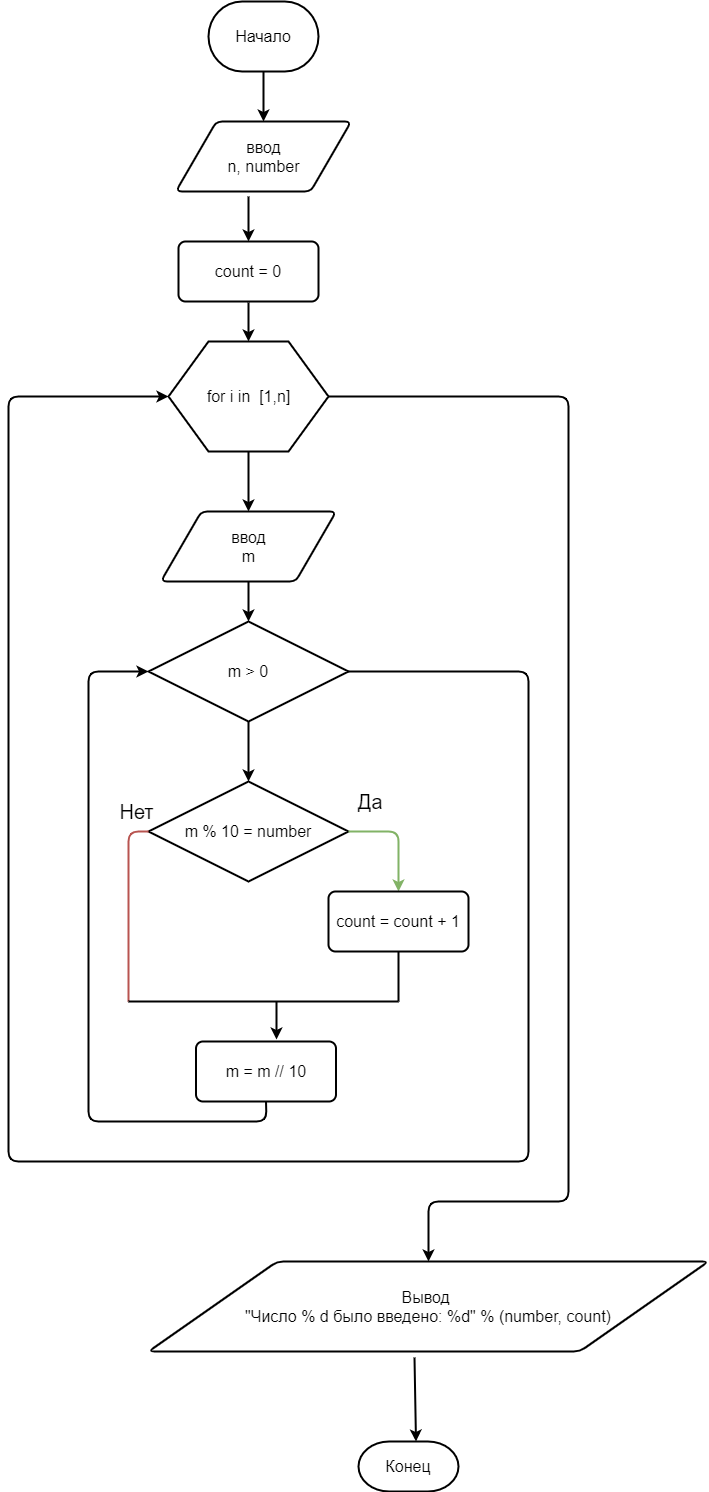 Начало
ввод
n, number
count = 0
for i in  [1,n]
ввод
m
m > 0
Нет
Да
m % 10 = number
count = count + 1
m = m // 10
Вывод
"Число % d было введено: %d" % (number, count)
Конец